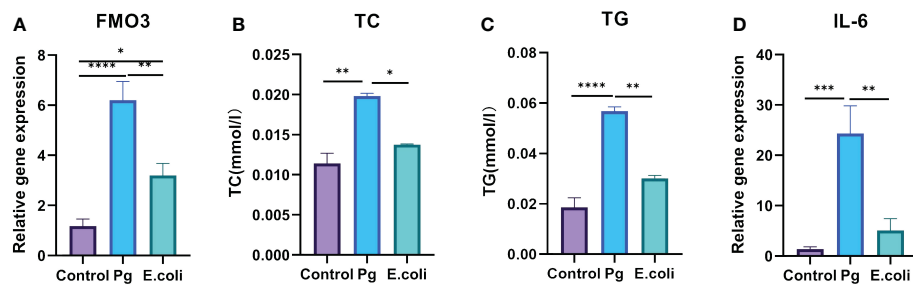 A FMO3
Relative gene expression
8
6
4
2
0
*
**** **
Control Pg E.coli
B TC
TC(mmol/l)
0.025
0.020
0.015
0.010
0.005
0.000
** *
Control Pg E.coli
C TG
TG(mmol/l)
0.08
0.06
0.04
0.02
0.00
**** **
Control Pg E.coli
D IL-6
Relative gene expression
40
30
20
10
0
*** **
Control Pg E.coli